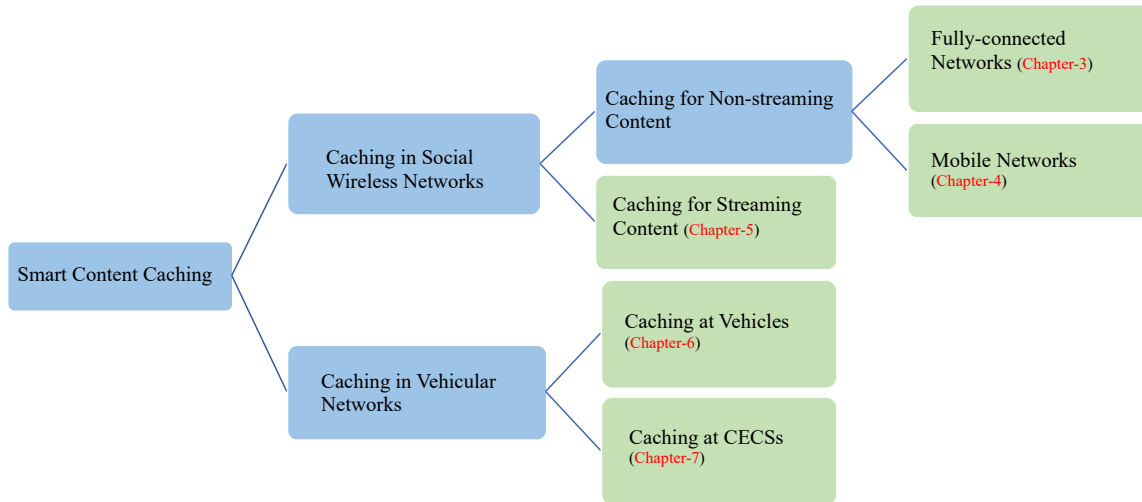 Smart Content Caching
Caching in Social
Wireless Networks
Caching for Non-streaming
Content
Fully-connected
Networks (Chapter-3)
Mobile Networks
(Chapter-4)
Caching for Streaming
Content (Chapter-5)
Caching in Vehicular
Networks
Caching at Vehicles
(Chapter-6)
Caching at CECSs
(Chapter-7)